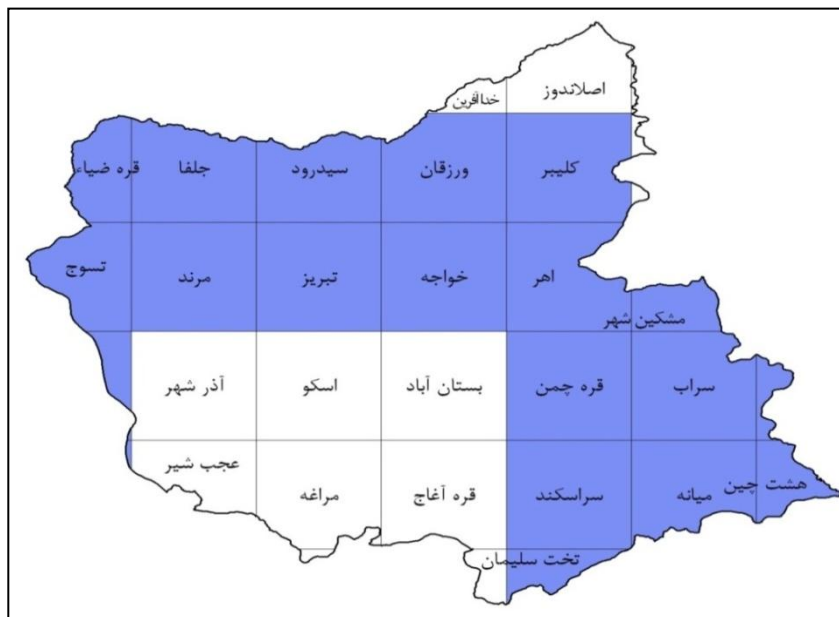 اصلاندوز
خداآفرین
قره ضیاء
جلفا
سیدرود
ورزقان
کلیبر
تسوج
مرند
تبریز
خواجه
اهر
مشکین شهر
آذر شهر
اسکو
بستان آباد
قره چمن
سراب
عجب شیر
مراغه
قره آغاج
سراسکند
میانه
هشت چین
تخت سلیمان